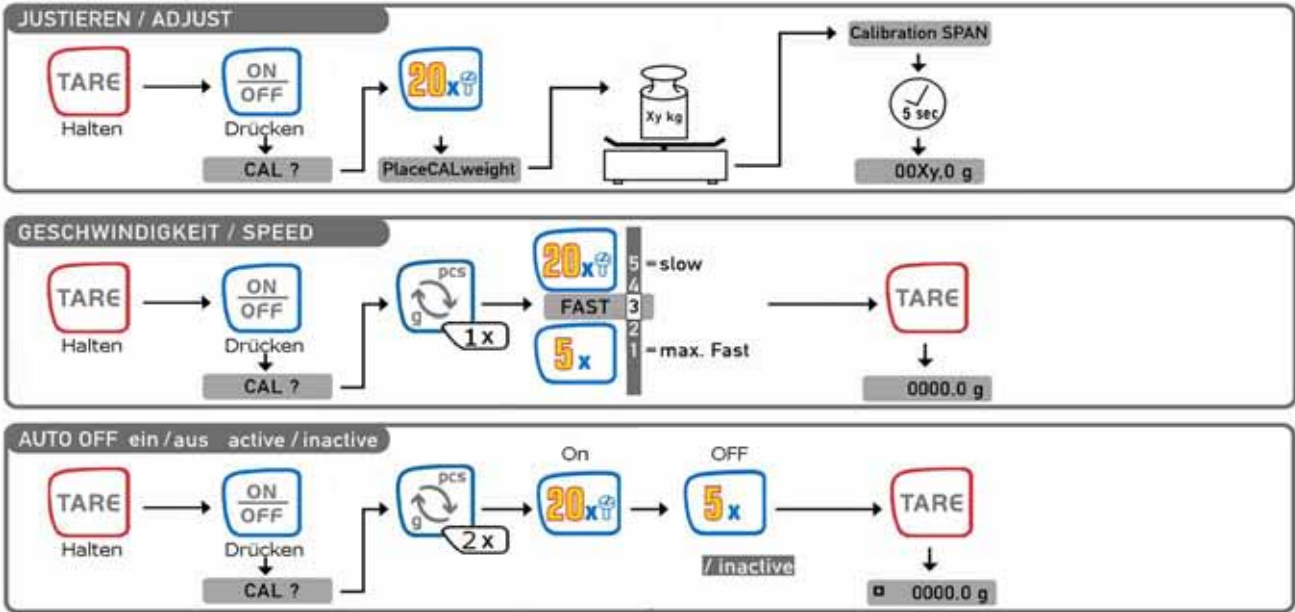 JUSTIEREN / ADJUST
TARE
Halten
ON
OFF
Drücken
CAL ?
20x
PlaceCALweight
Xy kg
Calibration SPAN
5 sec
00Xy,0 g
GESCHWINDIGKEIT / SPEED
TARE
Halten
ON
OFF
Drücken
CAL ?
pcs
g
1x
20x
5 = slow
4
FAST 3
2
5x
1 = max. Fast
TARE
0000.0 g
AUTO OFF ein/aus active/inactive
TARE
Halten
ON
OFF
Drücken
CAL ?
pcs
g
2x
On
20x
OFF
5x
/ inactive
TARE
0000.0 g